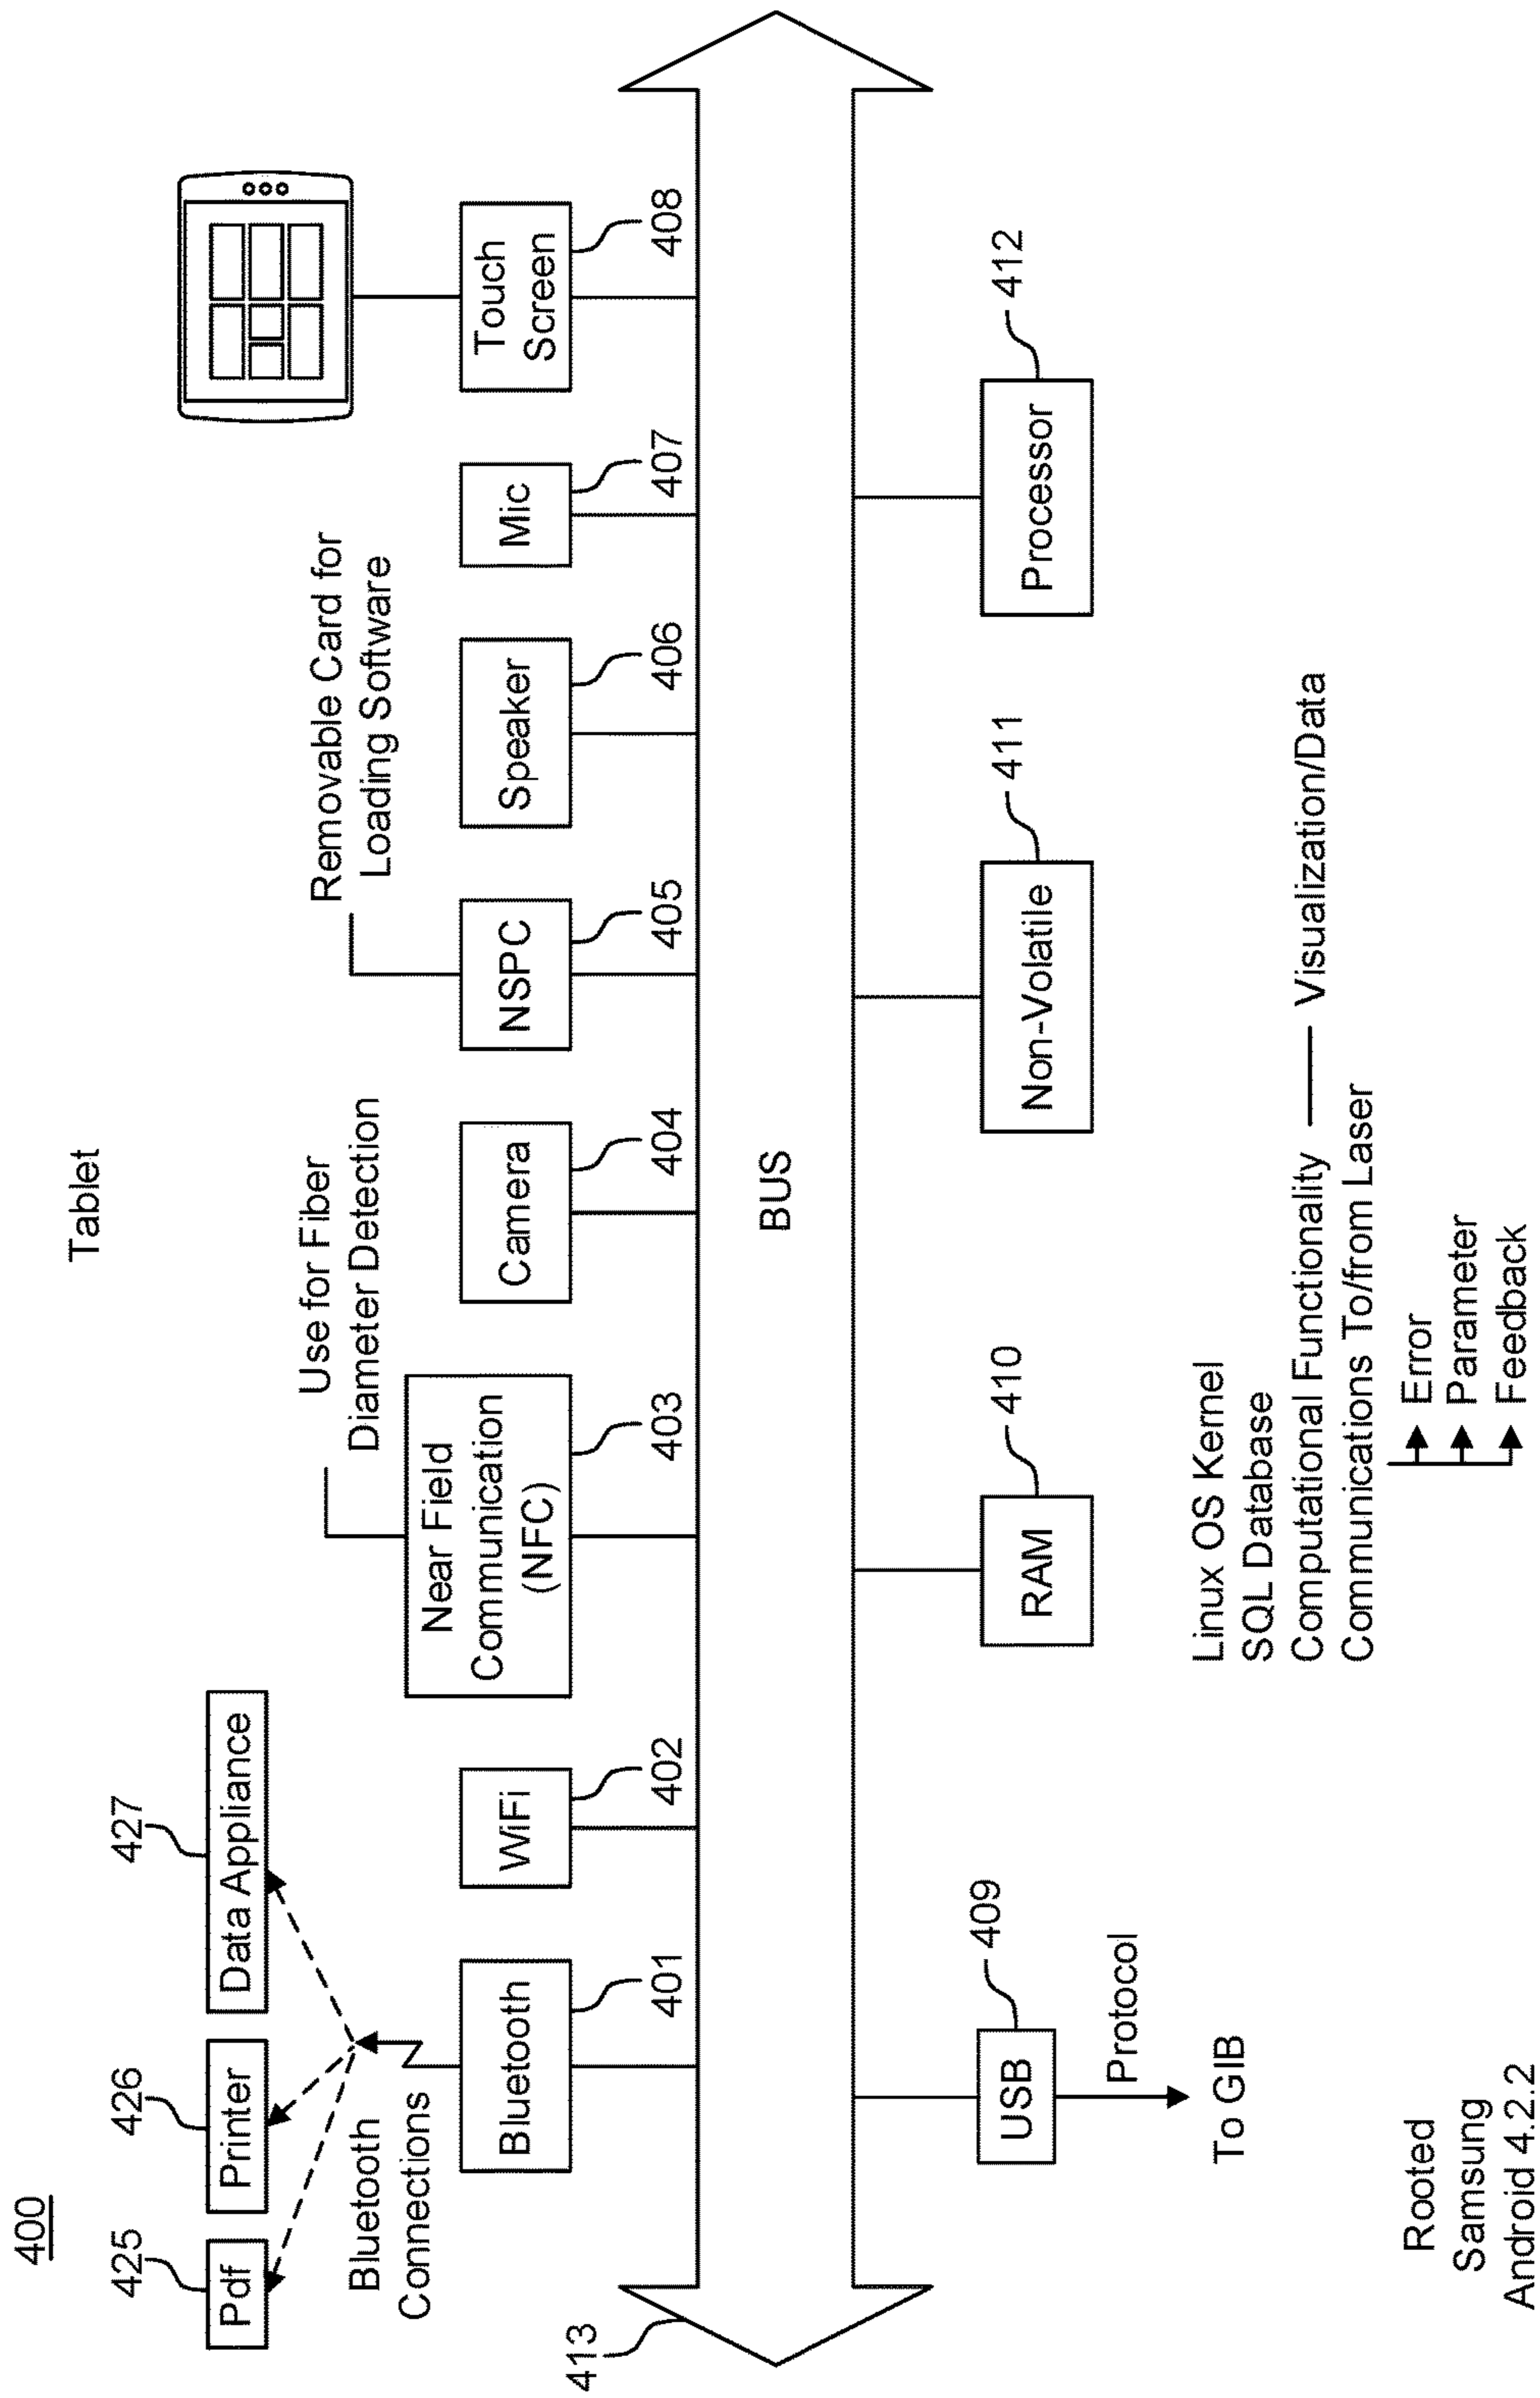 400
Tablet
425
426
427
Pdf
Printer
Data Appliance
Bluetooth
Connections
Use for Fiber
Diameter Detection
Removable Card for
Loading Software
Bluetooth
WiFi
Near Field
Communication
(NFC)
Camera
NSPC
Speaker
Mic
Touch
Screen
401
402
403
404
405
406
407
408
413
BUS
409
410
411
412
USB
RAM
Non-Volatile
Processor
Protocol
To GIB
Linux OS Kernel
SQL Database
Computational Functionality — Visualization/Data
Communications To/from Laser
Error
Parameter
Feedback
Rooted
Samsung
Android 4.2.2